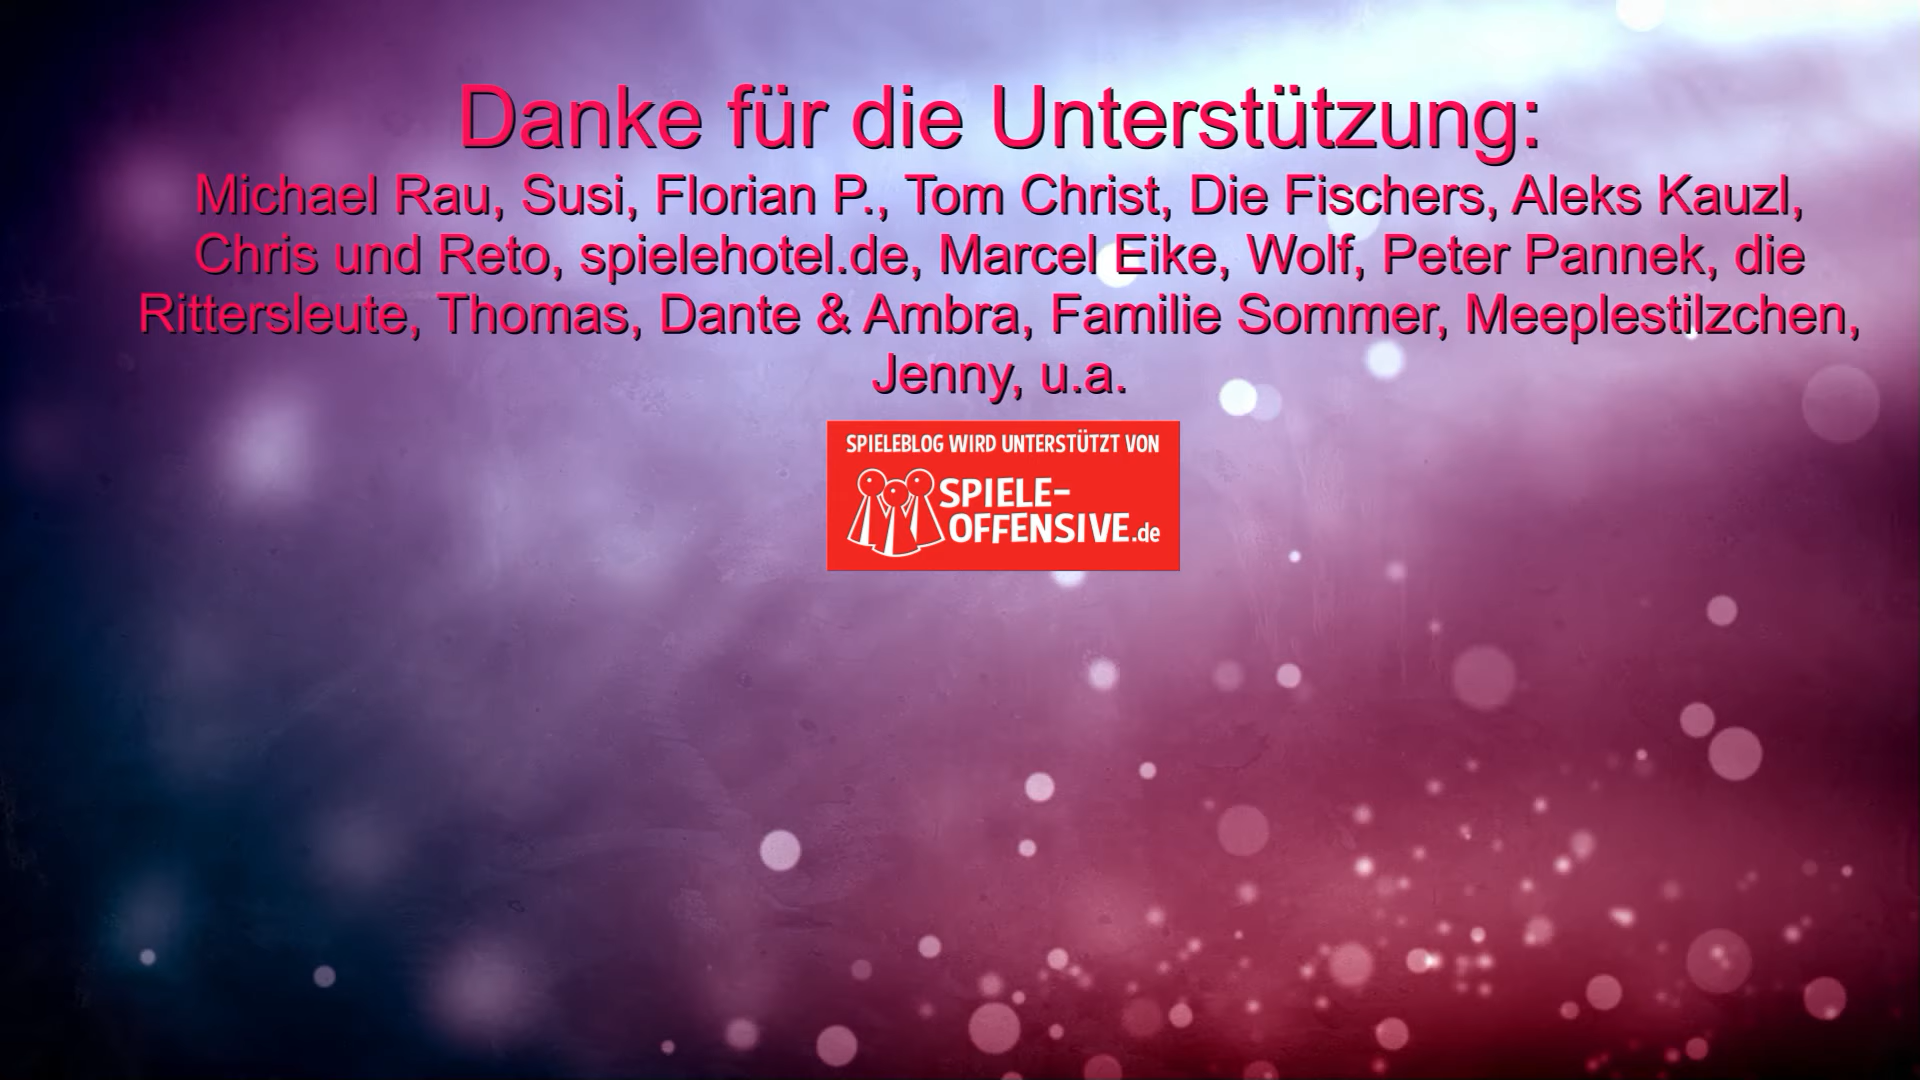 Danke für die Unterstützung:
Michael Rau, Susi, Florian P., Tom Christ, Die Fischers, Aleks Kauzl,
Chris und Reto, spielehotel.de, Marcel Eike, Wolf, Peter Pannek, die
Rittersleute, Thomas, Dante & Ambra, Familie Sommer, Meeplestilzchen,
Jenny, u.a.
SPIELEBLOG WIRD UNTERSTÜTZT VON
SPIELE-
OFFENSIVE.de